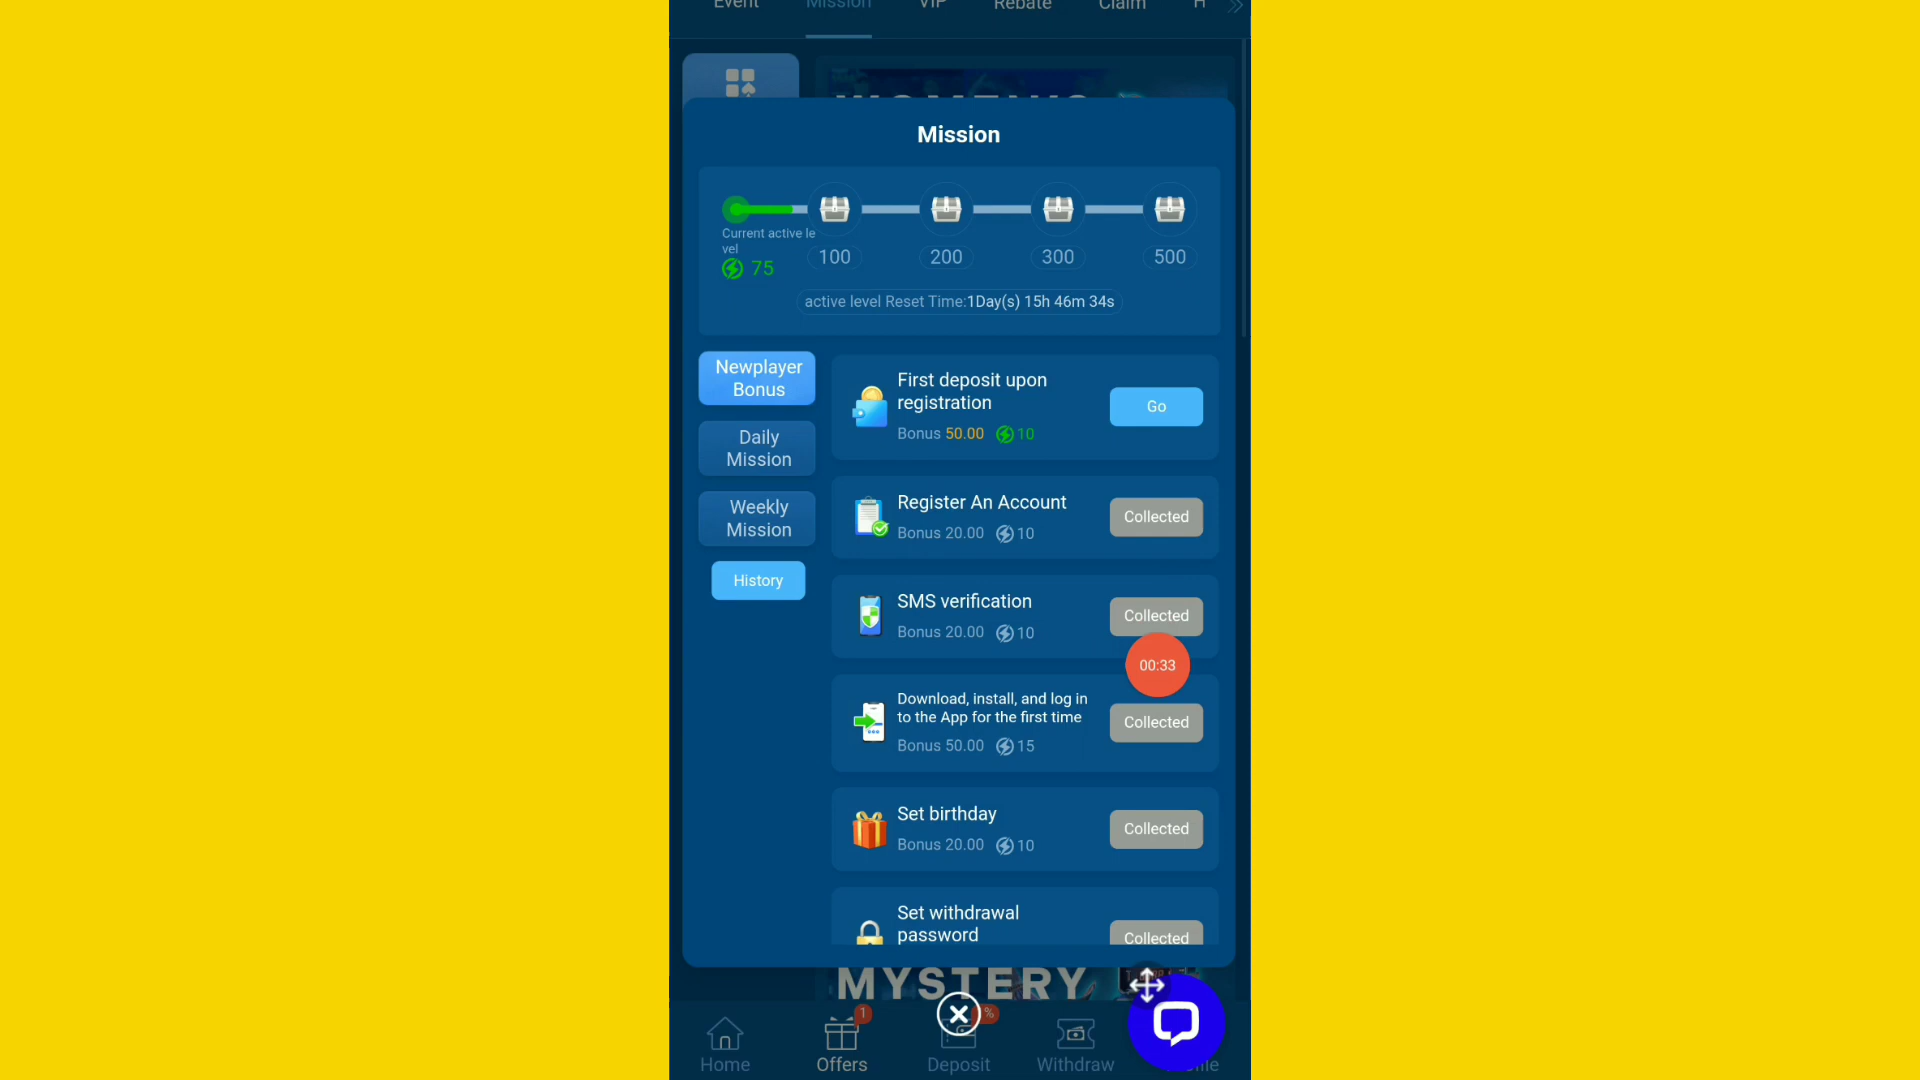 Event Mission VIP Rebate Claim H
Mission
Current active le
vel
75
100 200 300 500
active level Reset Time:1Day(s) 15h 46m 34s
Newplayer
Bonus
Daily
Mission
Weekly
Mission
History
First deposit upon
registration
Bonus 50.00 10
Go
Register An Account
Bonus 20.00 10
Collected
SMS verification
Bonus 20.00 10
Collected
00:33
Download, install, and log in
to the App for the first time
Bonus 50.00 15
Collected
Set birthday
Bonus 20.00 10
Collected
Set withdrawal
password
Collected
MYSTERY
1
%
Home Offers Deposit Withdraw